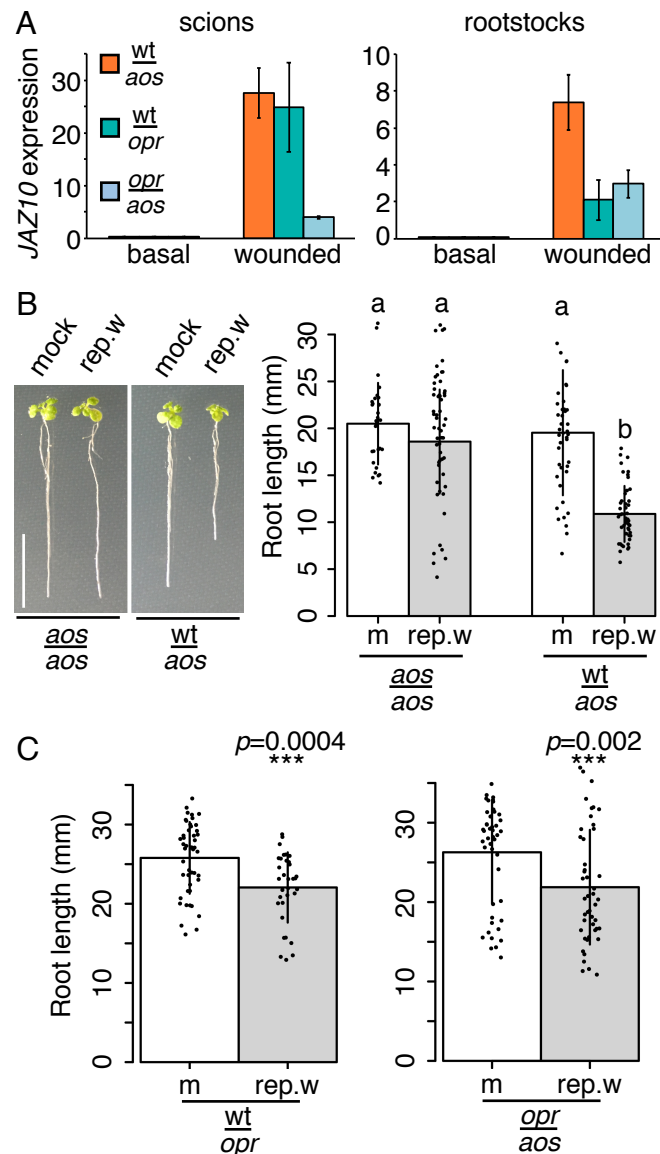 A
scions
rootstocks
wt
aos
wt
opr
opr
aos
JAZ10 expression
30
20
10
0
basal
wounded
8
6
4
2
0
basal
wounded
B
mock
rep.w
mock
rep.w
aos
aos
wt
aos
Root length (mm)
30
25
20
15
10
5
0
a
a
a
b
m
rep.w
m
rep.w
aos
aos
wt
aos
C
p=0.0004
***
p=0.002
***
Root length (mm)
30
20
10
0
m
rep.w
wt
opr
30
20
10
0
m
rep.w
opr
aos